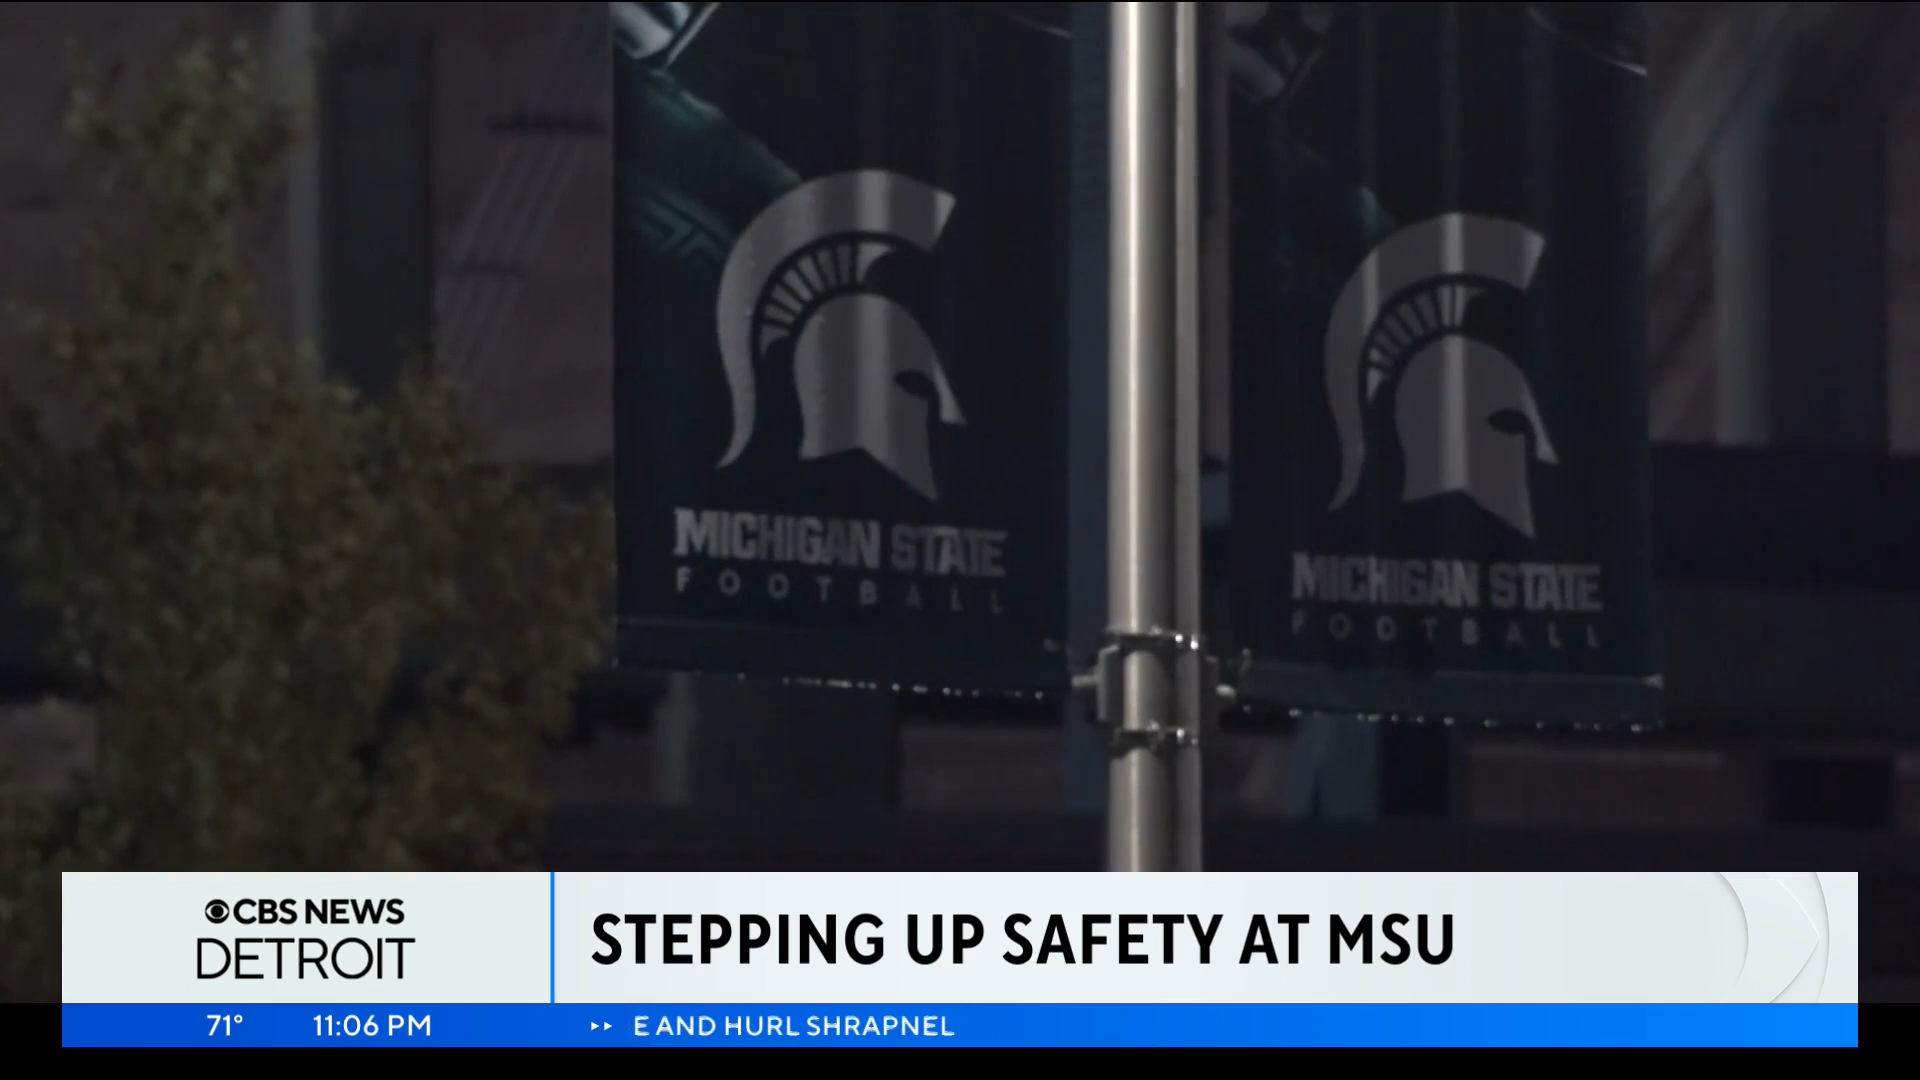 MICHIGAN STATE
FOOTBALL
MICHIGAN STATE
FOOTBALL
CBS NEWS
DETROIT
STEPPING UP SAFETY AT MSU
71° 11:06 PM
E AND HURL SHRAPNEL